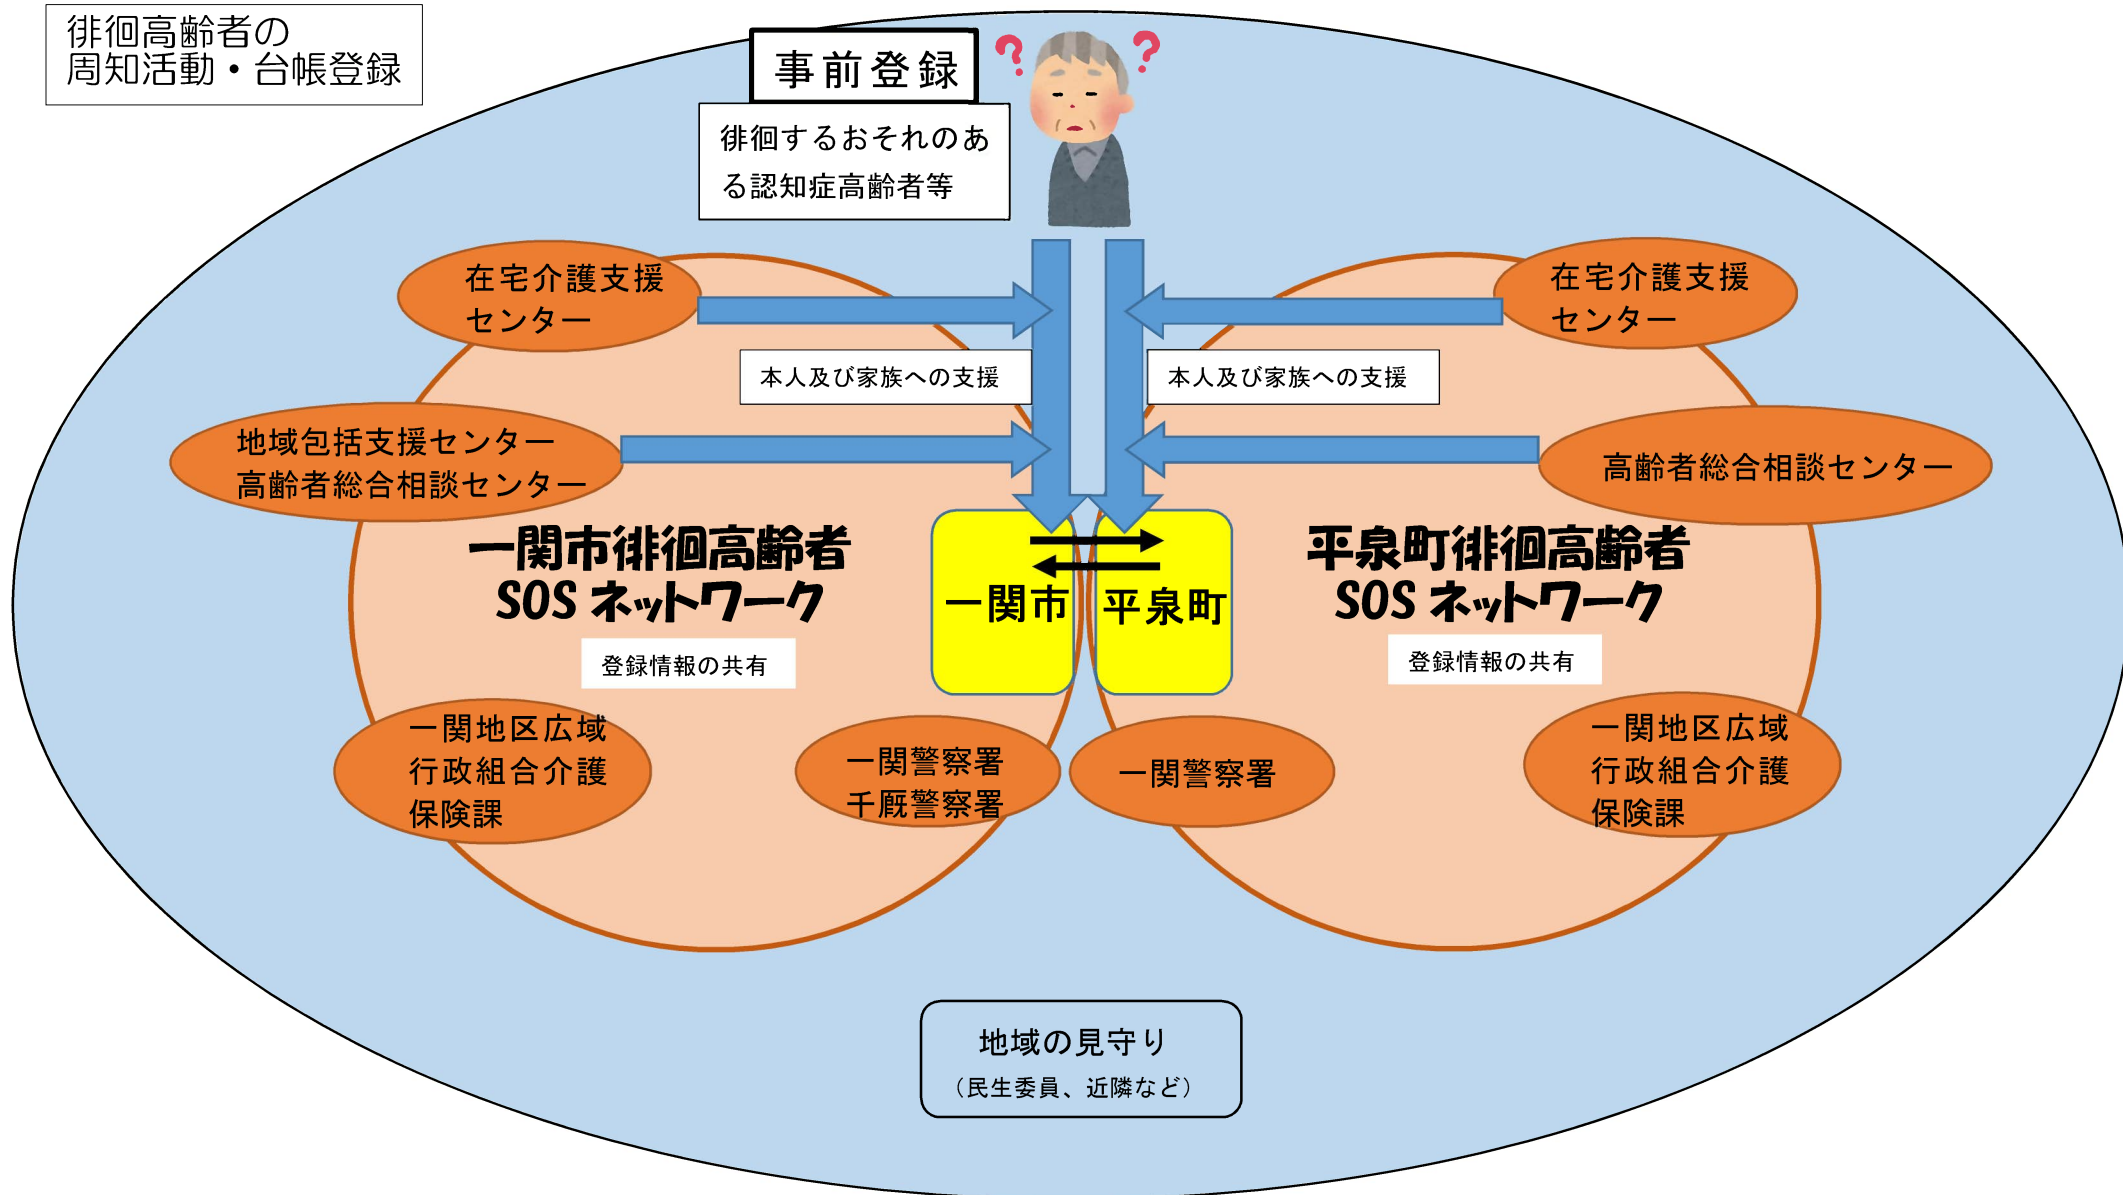 徘徊高齢者の
周知活動・台帳登録
事前登録
徘徊するおそれのあ
る認知症高齢者等
在宅介護支援
センター
在宅介護支援
センター
本人及び家族への支援
本人及び家族への支援
地域包括支援センター
高齢者総合相談センター
高齢者総合相談センター
一関市徘徊高齢者
SOSネットワーク
平泉町徘徊高齢者
SOSネットワーク
一関市
平泉町
登録情報の共有
登録情報の共有
一関地区広域
行政組合介護
保険課
一関警察署
千厩警察署
一関警察署
一関地区広域
行政組合介護
保険課
地域の見守り
（民生委員、近隣など）